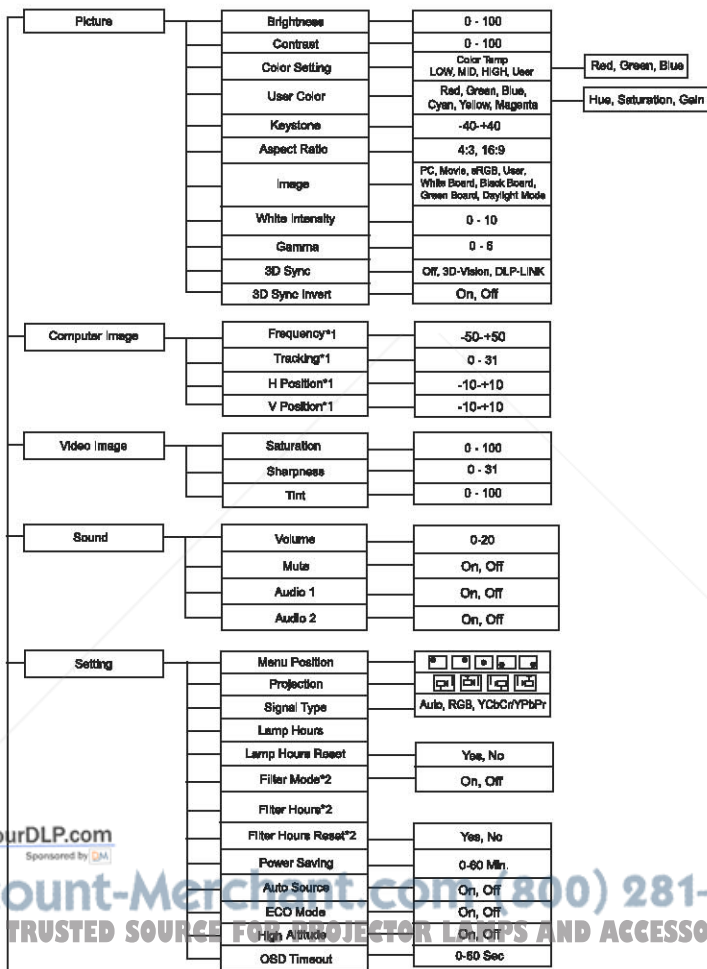 Picture
Brightness 0 - 100
Contrast 0 - 100
Color Setting Color Temp
LOW, MID, HIGH, User Red, Green, Blue
User Color Red, Green, Blue,
Cyan, Yellow, Magenta Hue, Saturation, Gain
Keystone -40-+40
Aspect Ratio 4:3, 16:9
Image PC, Movie, sRGB, User,
White Board, Black Board,
Green Board, Daylight Mode
White Intensity 0 - 10
Gamma 0 - 6
3D Sync Off, 3D-Vision, DLP-LINK
3D Sync Invert On, Off
Computer Image
Frequency*1 -50-+50
Tracking*1 0 - 31
H Position*1 -10-+10
V Position*1 -10-+10
Video Image
Saturation 0 - 100
Sharpness 0 - 31
Tint 0 - 100
Sound
Volume 0-20
Mute On, Off
Audio 1 On, Off
Audio 2 On, Off
Setting
Menu Position
Projection
Signal Type Auto, RGB, YCbCr/YPbPr
Lamp Hours
Lamp Hours Reset Yes, No
Filter Mode*2 On, Off
Filter Hours*2
Filter Hours Reset*2 Yes, No
Power Saving 0-60 Min.
Auto Source On, Off
ECO Mode On, Off
High Altitude On, Off
OSD Timeout 0-60 Sec
ourDLP.com
Sponsored by DM
ount-Merchant.com (800) 281-
TRUSTED SOURCE FOR PROJECTOR LAMPS AND ACCESSO